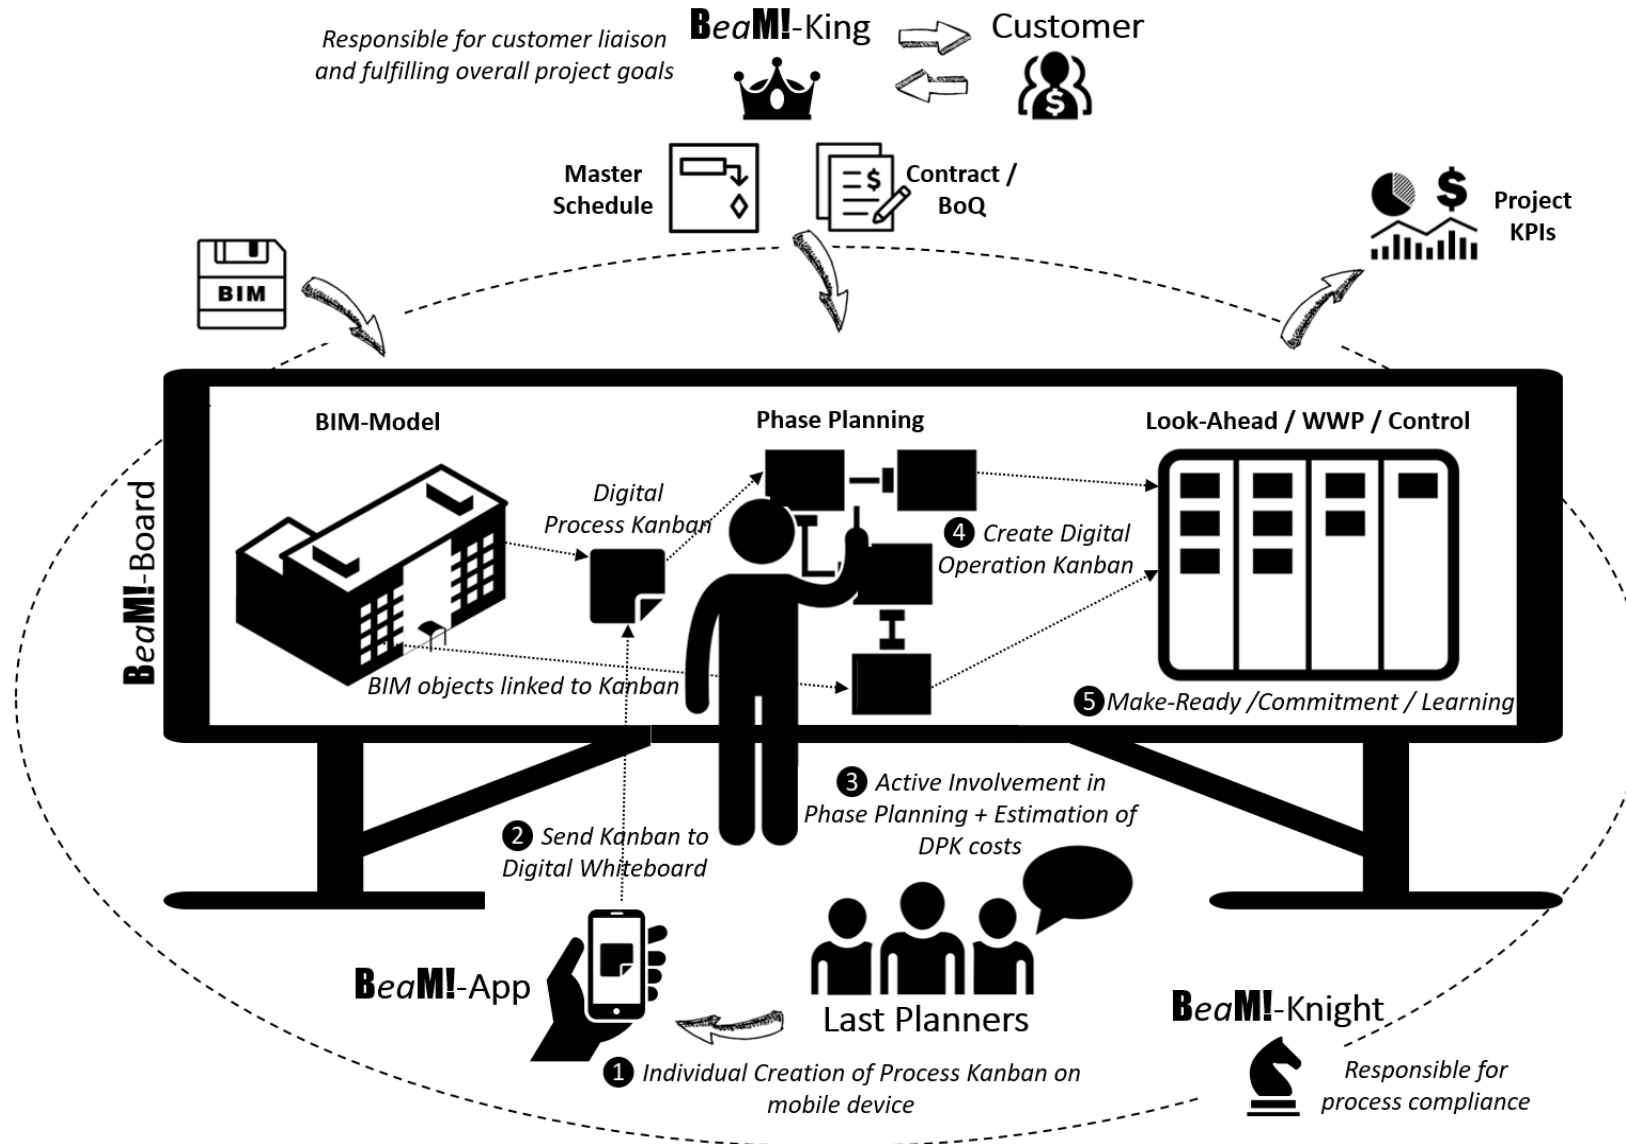 BeaM!-King
Customer
Responsible for customer liaison
and fulfilling overall project goals
Master
Schedule
$
Contract /
BoQ
$
$
Project
KPIs
BIM
BeaM!-Board
BIM-Model
Phase Planning
Look-Ahead / WWP / Control
Digital
Process Kanban
4 Create Digital
Operation Kanban
BIM objects linked to Kanban
5 Make-Ready /Commitment / Learning
3 Active Involvement in
Phase Planning + Estimation of
DPK costs
2 Send Kanban to
Digital Whiteboard
BeaM!-App
Last Planners
1 Individual Creation of Process Kanban on
mobile device
BeaM!-Knight
Responsible for
process compliance